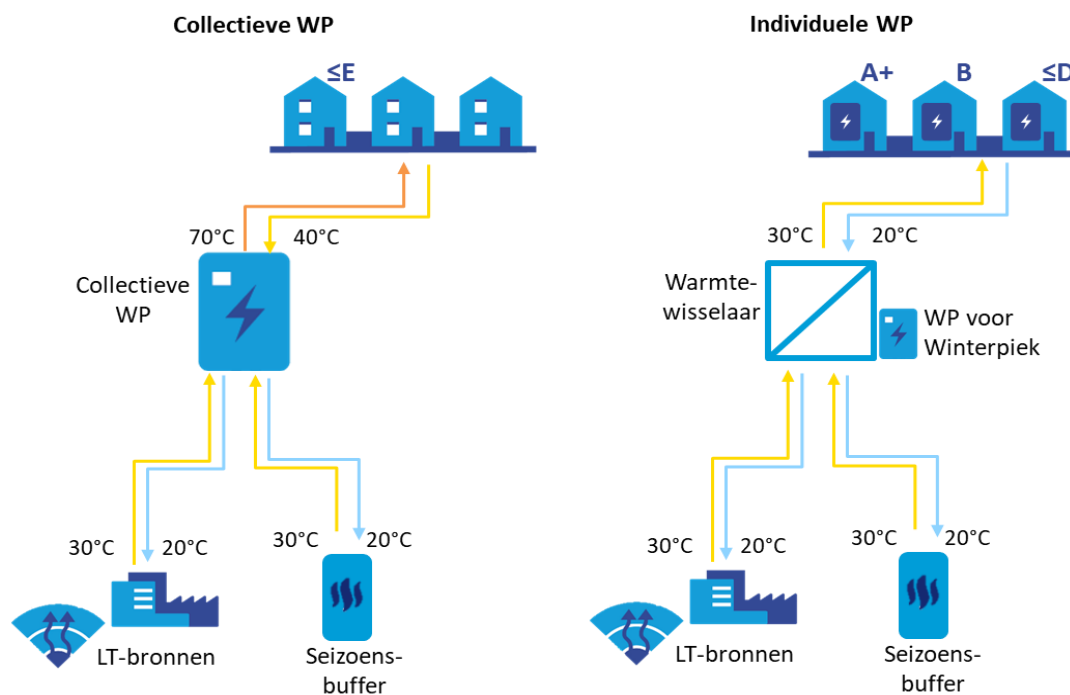 Collectieve WP
≤E
70°C
40°C
Collectieve
WP
30°C
20°C
30°C
20°C
LT-bronnen
Seizoens-
buffer
Individuele WP
A+
B
≤D
30°C
20°C
Warmte-
wisselaar
WP voor
Winterpiek
30°C
20°C
30°C
20°C
LT-bronnen
Seizoens-
buffer